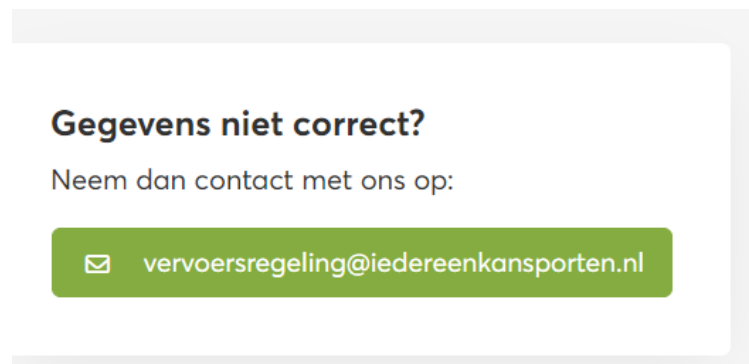 Gegevens niet correct?
Neem dan contact met ons op:
vervoersregeling@iedereenkansporten.nl